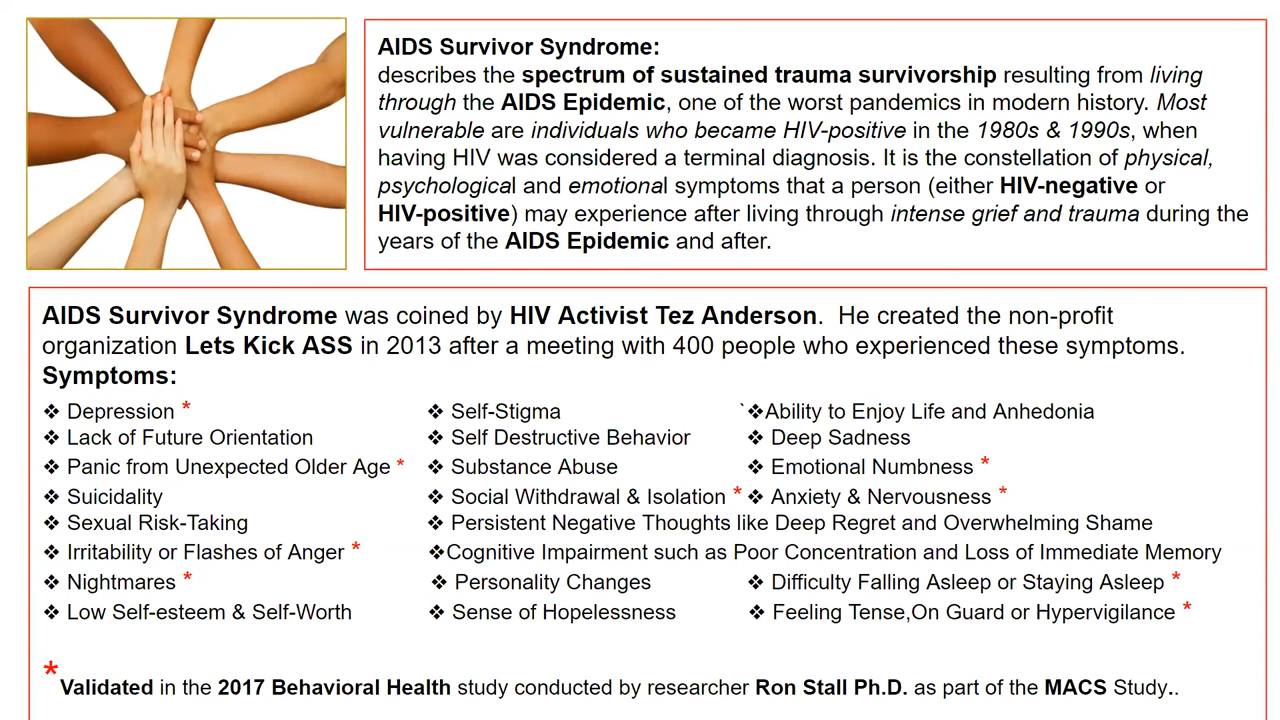 AIDS Survivor Syndrome:
describes the spectrum of sustained trauma survivorship resulting from living
through the AIDS Epidemic, one of the worst pandemics in modern history. Most
vulnerable are individuals who became HIV-positive in the 1980s & 1990s, when
having HIV was considered a terminal diagnosis. It is the constellation of physical,
psychological and emotional symptoms that a person (either HIV-negative or
HIV-positive) may experience after living through intense grief and trauma during the
years of the AIDS Epidemic and after.
AIDS Survivor Syndrome was coined by HIV Activist Tez Anderson. He created the non-profit
organization Lets Kick ASS in 2013 after a meeting with 400 people who experienced these symptoms.
Symptoms:
❖ Depression * ❖ Self-Stigma `❖Ability to Enjoy Life and Anhedonia
❖ Lack of Future Orientation ❖ Self Destructive Behavior ❖ Deep Sadness
❖ Panic from Unexpected Older Age * ❖ Substance Abuse ❖ Emotional Numbness *
❖ Suicidality ❖ Social Withdrawal & Isolation * ❖ Anxiety & Nervousness *
❖ Sexual Risk-Taking ❖ Persistent Negative Thoughts like Deep Regret and Overwhelming Shame
❖ Irritability or Flashes of Anger * ❖Cognitive Impairment such as Poor Concentration and Loss of Immediate Memory
❖ Nightmares * ❖ Personality Changes ❖ Difficulty Falling Asleep or Staying Asleep *
❖ Low Self-esteem & Self-Worth ❖ Sense of Hopelessness ❖ Feeling Tense,On Guard or Hypervigilance *
*Validated in the 2017 Behavioral Health study conducted by researcher Ron Stall Ph.D. as part of the MACS Study..